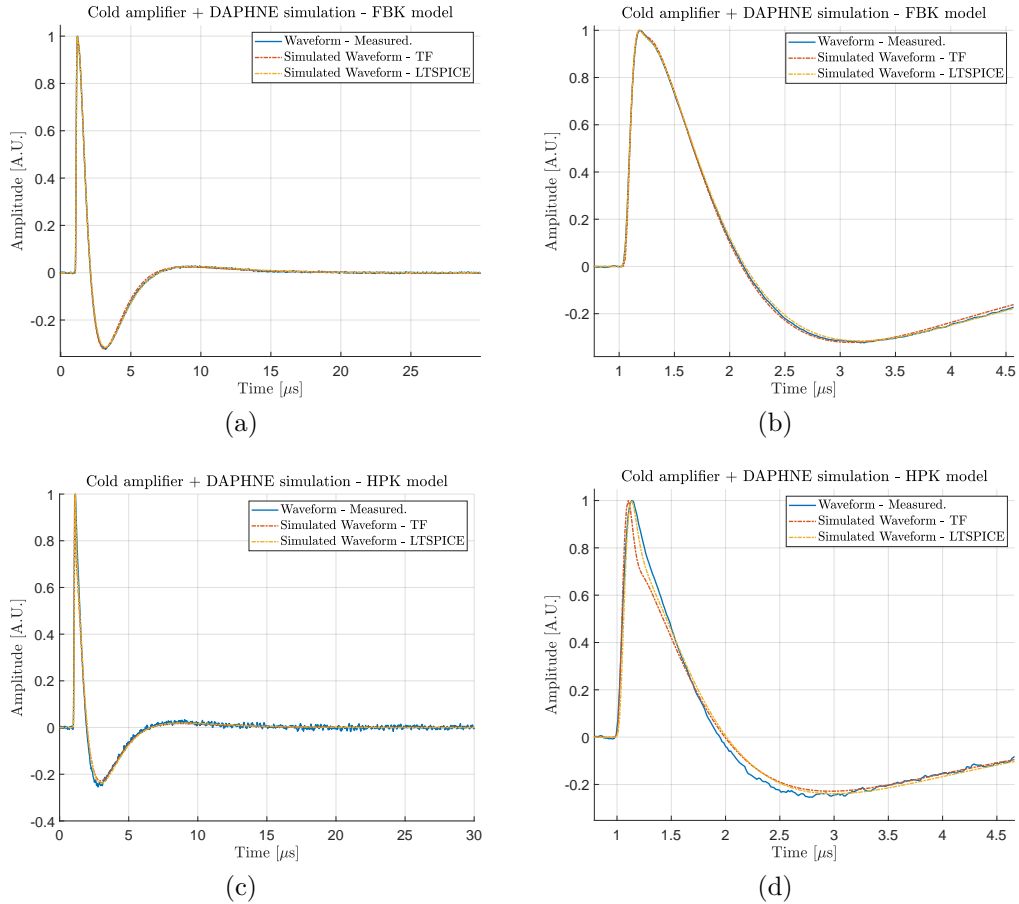 Cold amplifier + DAPHNE simulation - FBK model
Waveform - Measured.
Simulated Waveform - TF
Simulated Waveform - LTSPICE
Amplitude [A.U.]
1
0.8
0.6
0.4
0.2
0
-0.2
0 5 10 15 20 25
Time [μs]
(a)
Cold amplifier + DAPHNE simulation - FBK model
Waveform - Measured.
Simulated Waveform - TF
Simulated Waveform - LTSPICE
Amplitude [A.U.]
1
0.8
0.6
0.4
0.2
0
-0.2
1 1.5 2 2.5 3 3.5 4 4.5
Time [μs]
(b)
Cold amplifier + DAPHNE simulation - HPK model
Waveform - Measured.
Simulated Waveform - TF
Simulated Waveform - LTSPICE
Amplitude [A.U.]
1
0.8
0.6
0.4
0.2
0
-0.2
-0.4
0 5 10 15 20 25 30
Time [μs]
(c)
Cold amplifier + DAPHNE simulation - HPK model
Waveform - Measured.
Simulated Waveform - TF
Simulated Waveform - LTSPICE
Amplitude [A.U.]
1
0.8
0.6
0.4
0.2
0
-0.2
1 1.5 2 2.5 3 3.5 4 4.5
Time [μs]
(d)